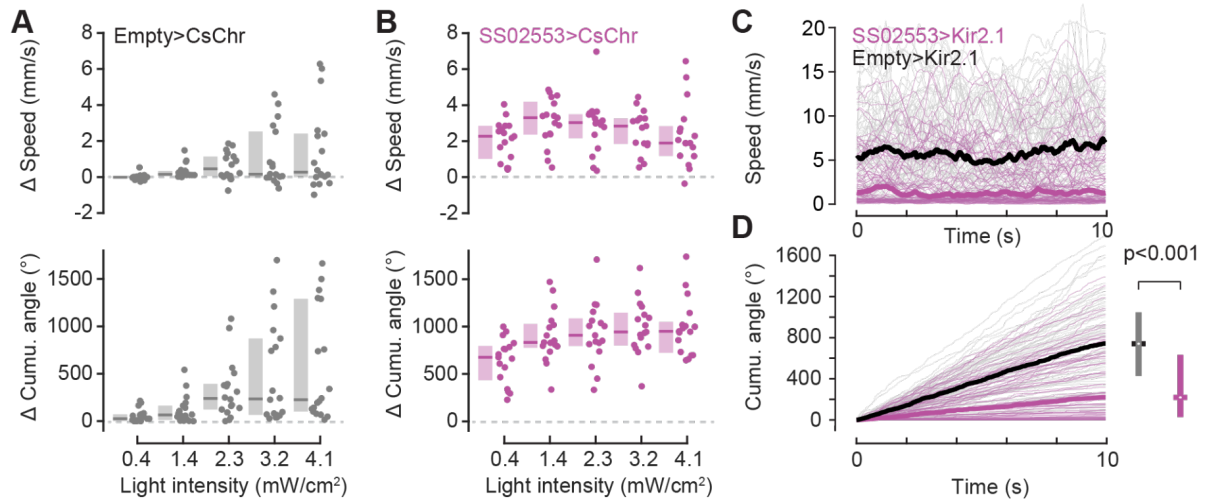 A
Empty>CsChr
8
6
4
2
0
-2
Δ Speed (mm/s)
1500
1000
500
0
Δ Cumu. angle (°)
0.4 1.4 2.3 3.2 4.1
Light intensity (mW/cm²)
B
SS02553>CsChr
8
6
4
2
0
-2
Δ Speed (mm/s)
1500
1000
500
0
Δ Cumu. angle (°)
0.4 1.4 2.3 3.2 4.1
Light intensity (mW/cm²)
C
SS02553>Kir2.1
Empty>Kir2.1
20
15
10
5
0
Speed (mm/s)
0 10
Time (s)
D
1600
1200
800
400
0
Cumu. angle (°)
0 10
Time (s)
p<0.001